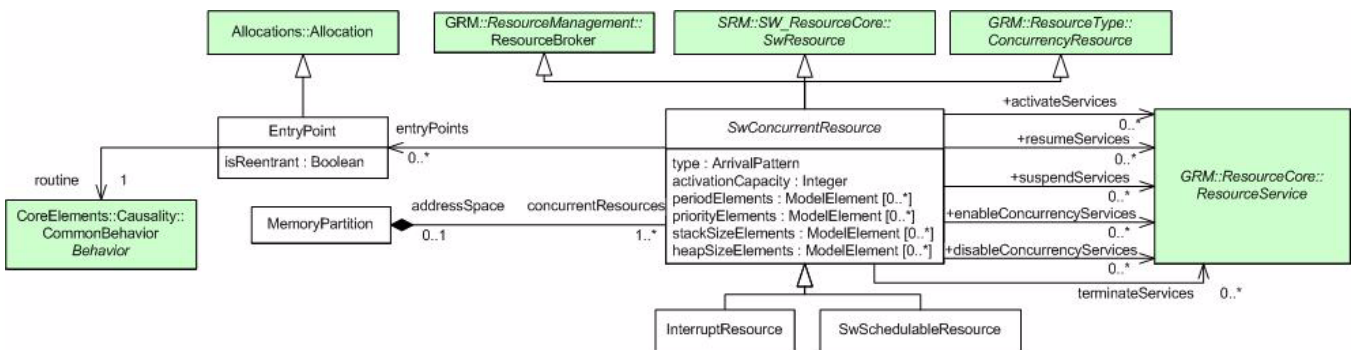 Allocations::Allocation
GRM::ResourceManagement::
ResourceBroker
SRM::SW_ResourceCore::
SwResource
GRM::ResourceType::
ConcurrencyResource
EntryPoint
isReentrant : Boolean
entryPoints
0..*
SwConcurrentResource
type : ArrivalPattern
activationCapacity : Integer
periodElements : ModelElement [0..*]
priorityElements : ModelElement [0..*]
stackSizeElements : ModelElement [0..*]
heapSizeElements : ModelElement [0..*]
+activateServices
0..*
+resumeServices
0..*
+suspendServices
0..*
+enableConcurrencyServices
0..*
+disableConcurrencyServices
0..*
terminateServices
0..*
GRM::ResourceCore::
ResourceService
routine
1
CoreElements::Causality::
CommonBehavior
Behavior
MemoryPartition
addressSpace
0..1
concurrentResources
1..*
InterruptResource
SwSchedulableResource